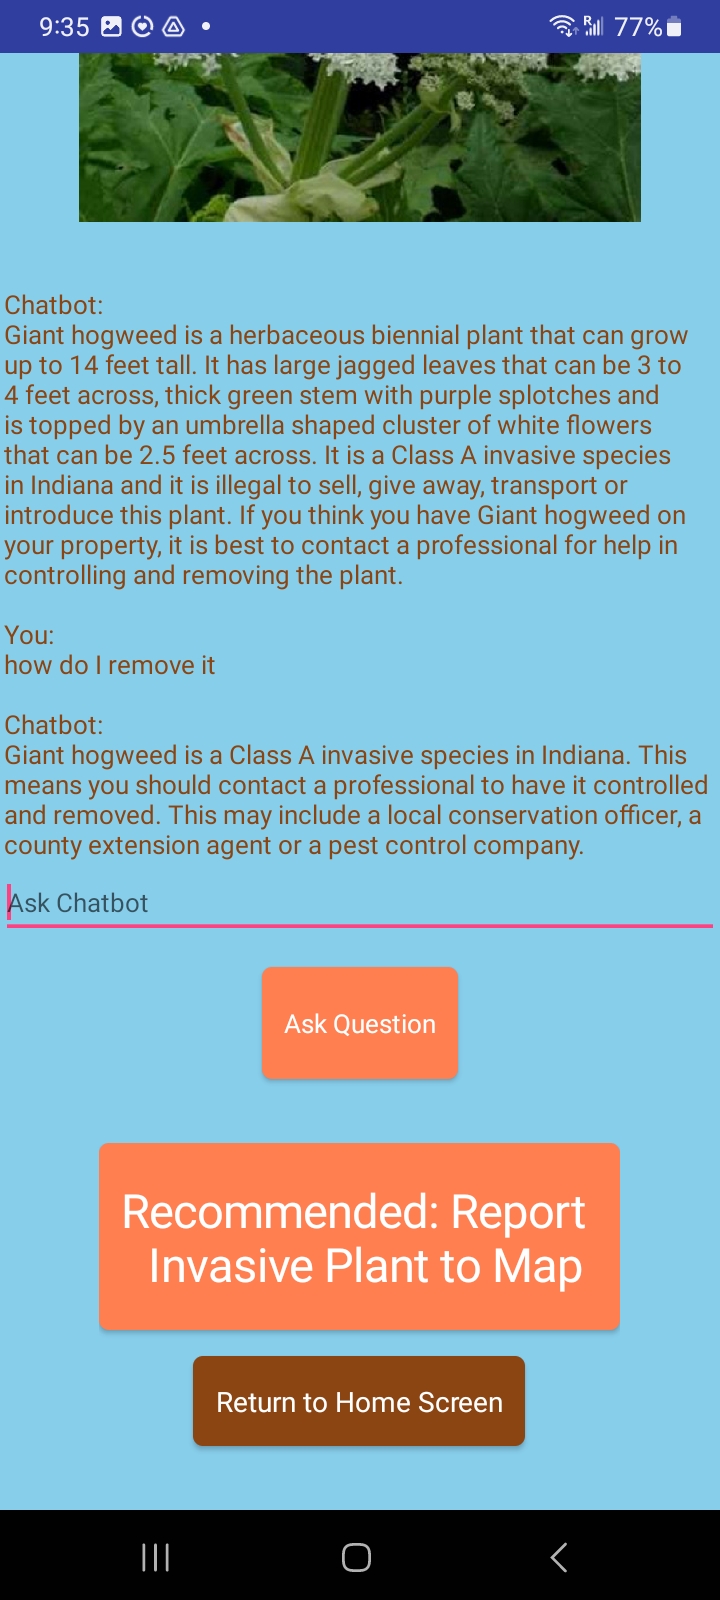 9:35
R
77%
Chatbot:
Giant hogweed is a herbaceous biennial plant that can grow
up to 14 feet tall. It has large jagged leaves that can be 3 to
4 feet across, thick green stem with purple splotches and
is topped by an umbrella shaped cluster of white flowers
that can be 2.5 feet across. It is a Class A invasive species
in Indiana and it is illegal to sell, give away, transport or
introduce this plant. If you think you have Giant hogweed on
your property, it is best to contact a professional for help in
controlling and removing the plant.
You:
how do I remove it
Chatbot:
Giant hogweed is a Class A invasive species in Indiana. This
means you should contact a professional to have it controlled
and removed. This may include a local conservation officer, a
county extension agent or a pest control company.
Ask Chatbot
Ask Question
Recommended: Report
Invasive Plant to Map
Return to Home Screen